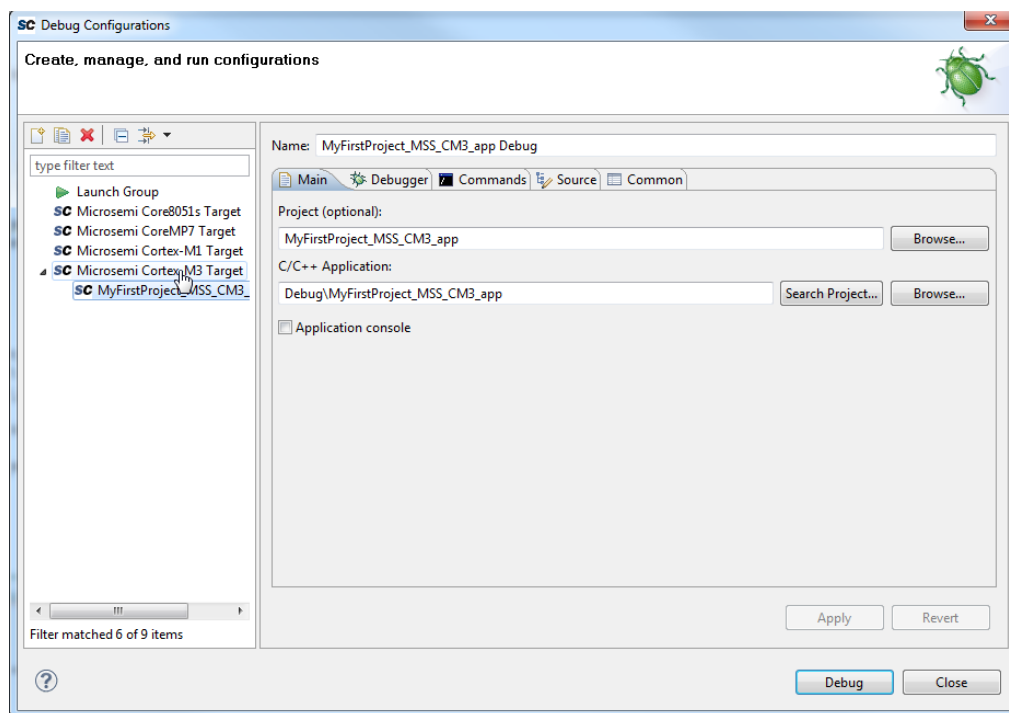 SC Debug Configurations
Create, manage, and run configurations
type filter text
Launch Group
SC Microsemi Core8051s Target
SC Microsemi CoreMP7 Target
SC Microsemi Cortex-M1 Target
SC Microsemi Cortex-M3 Target
SC MyFirstProject_MSS_CM3_
Filter matched 6 of 9 items
Name: MyFirstProject_MSS_CM3_app Debug
Main Debugger Commands Source Common
Project (optional):
MyFirstProject_MSS_CM3_app Browse...
C/C++ Application:
Debug\MyFirstProject_MSS_CM3_app Search Project... Browse...
Application console
Apply Revert
? Debug Close